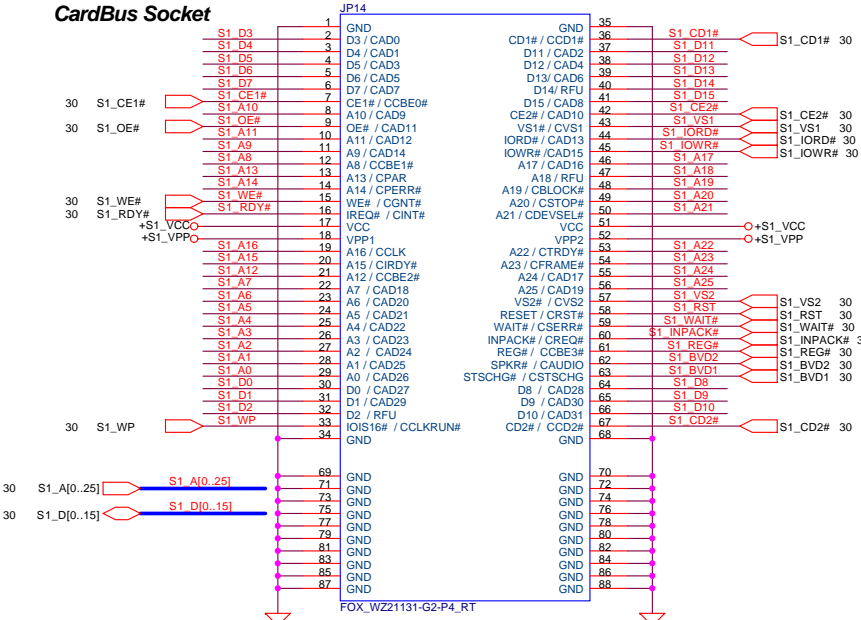 CardBus Socket
JP14
1 GND GND 35
S1_D3 2 D3 / CAD0 CD1# / CCD1# 36 S1_CD1# S1_CD1# 30
S1_D4 3 D4 / CAD1 D11 / CAD2 37 S1_D11
S1_D5 4 D5 / CAD3 D12 / CAD4 38 S1_D12
S1_D6 5 D6 / CAD5 D13/ CAD6 39 S1_D13
S1_D7 6 D7 / CAD7 D14/ RFU 40 S1_D14
30 S1_CE1# S1_CE1# 7 CE1# / CCBE0# D15 / CAD8 41 S1_D15
S1_A10 8 A10 / CAD9 CE2# / CAD10 42 S1_CE2# S1_CE2# 30
30 S1_OE# S1_OE# 9 OE# / CAD11 VS1# / CVS1 43 S1_VS1 S1_VS1 30
S1_A11 10 A11 / CAD12 IORD# / CAD13 44 S1_IORD# S1_IORD# 30
S1_A9 11 A9 / CAD14 IOWR# /CAD15 45 S1_IOWR# S1_IOWR# 30
S1_A8 12 A8 / CCBE1# A17 / CAD16 46 S1_A17
S1_A13 13 A13 / CPAR A18 / RFU 47 S1_A18
S1_A14 14 A14 / CPERR# A19 / CBLOCK# 48 S1_A19
30 S1_WE# S1_WE# 15 WE# / CGNT# A20 / CSTOP# 49 S1_A20
30 S1_RDY# S1_RDY# 16 IREQ# / CINT# A21 / CDEVSEL# 50 S1_A21
+S1_VCC 17 VCC VCC 51 +S1_VCC
+S1_VPP 18 VPP1 VPP2 52 +S1_VPP
S1_A16 19 A16 / CCLK A22 / CTRDY# 53 S1_A22
S1_A15 20 A15 / CIRDY# A23 / CFRAME# 54 S1_A23
S1_A12 21 A12 / CCBE2# A24 / CAD17 55 S1_A24
S1_A7 22 A7 / CAD18 A25 / CAD19 56 S1_A25
S1_A6 23 A6 / CAD20 VS2# / CVS2 57 S1_VS2 S1_VS2 30
S1_A5 24 A5 / CAD21 RESET / CRST# 58 S1_RST S1_RST 30
S1_A4 25 A4 / CAD22 WAIT# / CSERR# 59 S1_WAIT# S1_WAIT# 30
S1_A3 26 A3 / CAD23 INPACK# / CREQ# 60 S1_INPACK# S1_INPACK# 3
S1_A2 27 A2 / CAD24 REG# / CCBE3# 61 S1_REG# S1_REG# 30
S1_A1 28 A1 / CAD25 SPKR# / CAUDIO 62 S1_BVD2 S1_BVD2 30
S1_A0 29 A0 / CAD26 STSCHG# / CSTSCHG 63 S1_BVD1 S1_BVD1 30
S1_D0 30 D0 / CAD27 D8 / CAD28 64 S1_D8
S1_D1 31 D1 / CAD29 D9 / CAD30 65 S1_D9
S1_D2 32 D2 / RFU D10 / CAD31 66 S1_D10
30 S1_WP S1_WP 33 IOIS16# / CCLKRUN# CD2# / CCD2# 67 S1_CD2# S1_CD2# 30
34 GND GND 68
69 GND GND 70
30 S1_A[0..25] S1_A[0..25] 71 GND GND 72
73 GND GND 74
30 S1_D[0..15] S1_D[0..15] 75 GND GND 76
77 GND GND 78
79 GND GND 80
81 GND GND 82
83 GND GND 84
85 GND GND 86
87 GND GND 88
FOX_WZ21131-G2-P4_RT